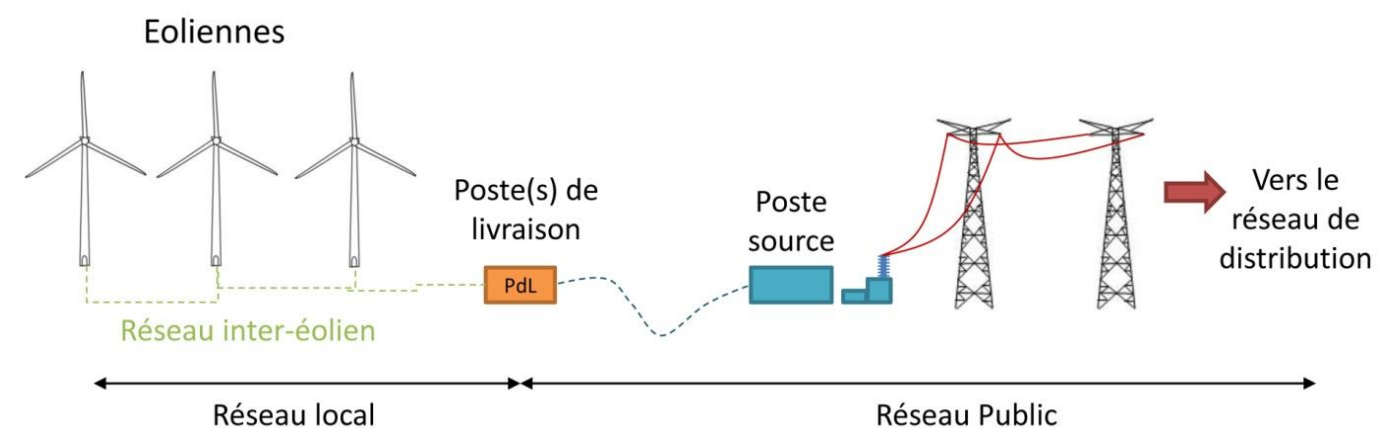 Eoliennes
Poste(s) de
livraison
Poste
source
Vers le
réseau de
distribution
PdL
Réseau inter-éolien
Réseau local
Réseau Public